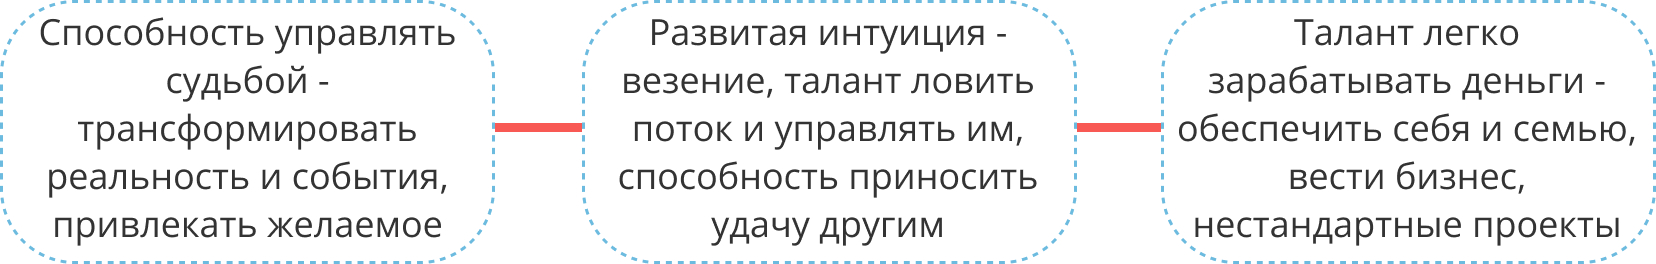 Способность управлять
судьбой -
трансформировать
реальность и события,
привлекать желаемое
Развитая интуиция -
везение, талант ловить
поток и управлять им,
способность приносить
удачу другим
Талант легко
зарабатывать деньги -
обеспечить себя и семью,
вести бизнес,
нестандартные проекты